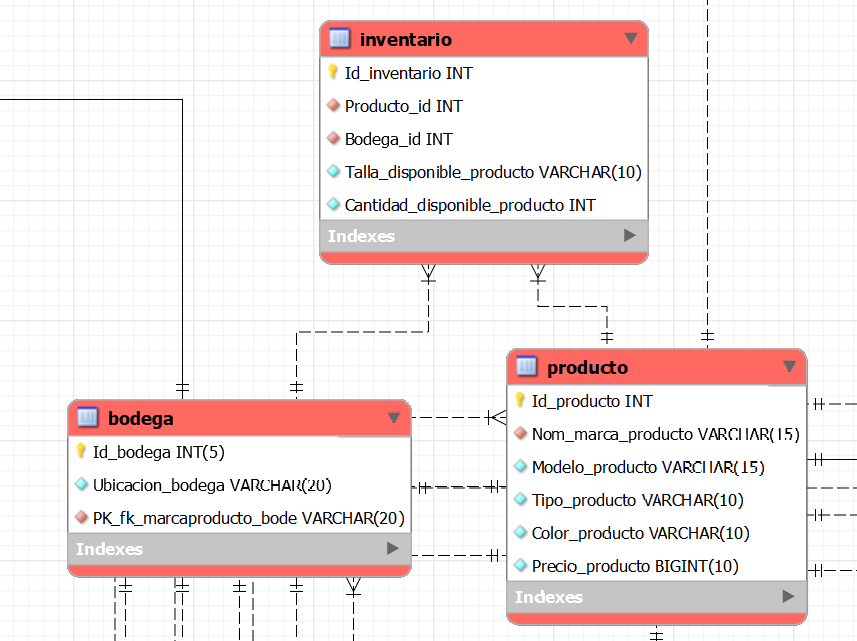 inventario
Id_inventario INT
Producto_id INT
Bodega_id INT
Talla_disponible_producto VARCHAR(10)
Cantidad_disponible_producto INT
Indexes
bodega
Id_bodega INT(5)
Ubicacion_bodega VARCHAR(20)
PK_fk_marcaproducto_bode VARCHAR(20)
Indexes
producto
Id_producto INT
Nom_marca_producto VARCHAR(15)
Modelo_producto VARCHAR(15)
Tipo_producto VARCHAR(10)
Color_producto VARCHAR(10)
Precio_producto BIGINT(10)
Indexes